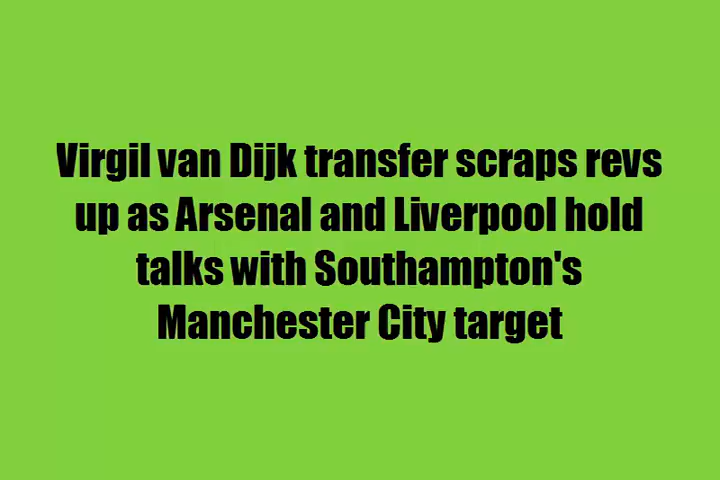 Virgil van Dijk transfer scraps revs
up as Arsenal and Liverpool hold
talks with Southampton's
Manchester City target